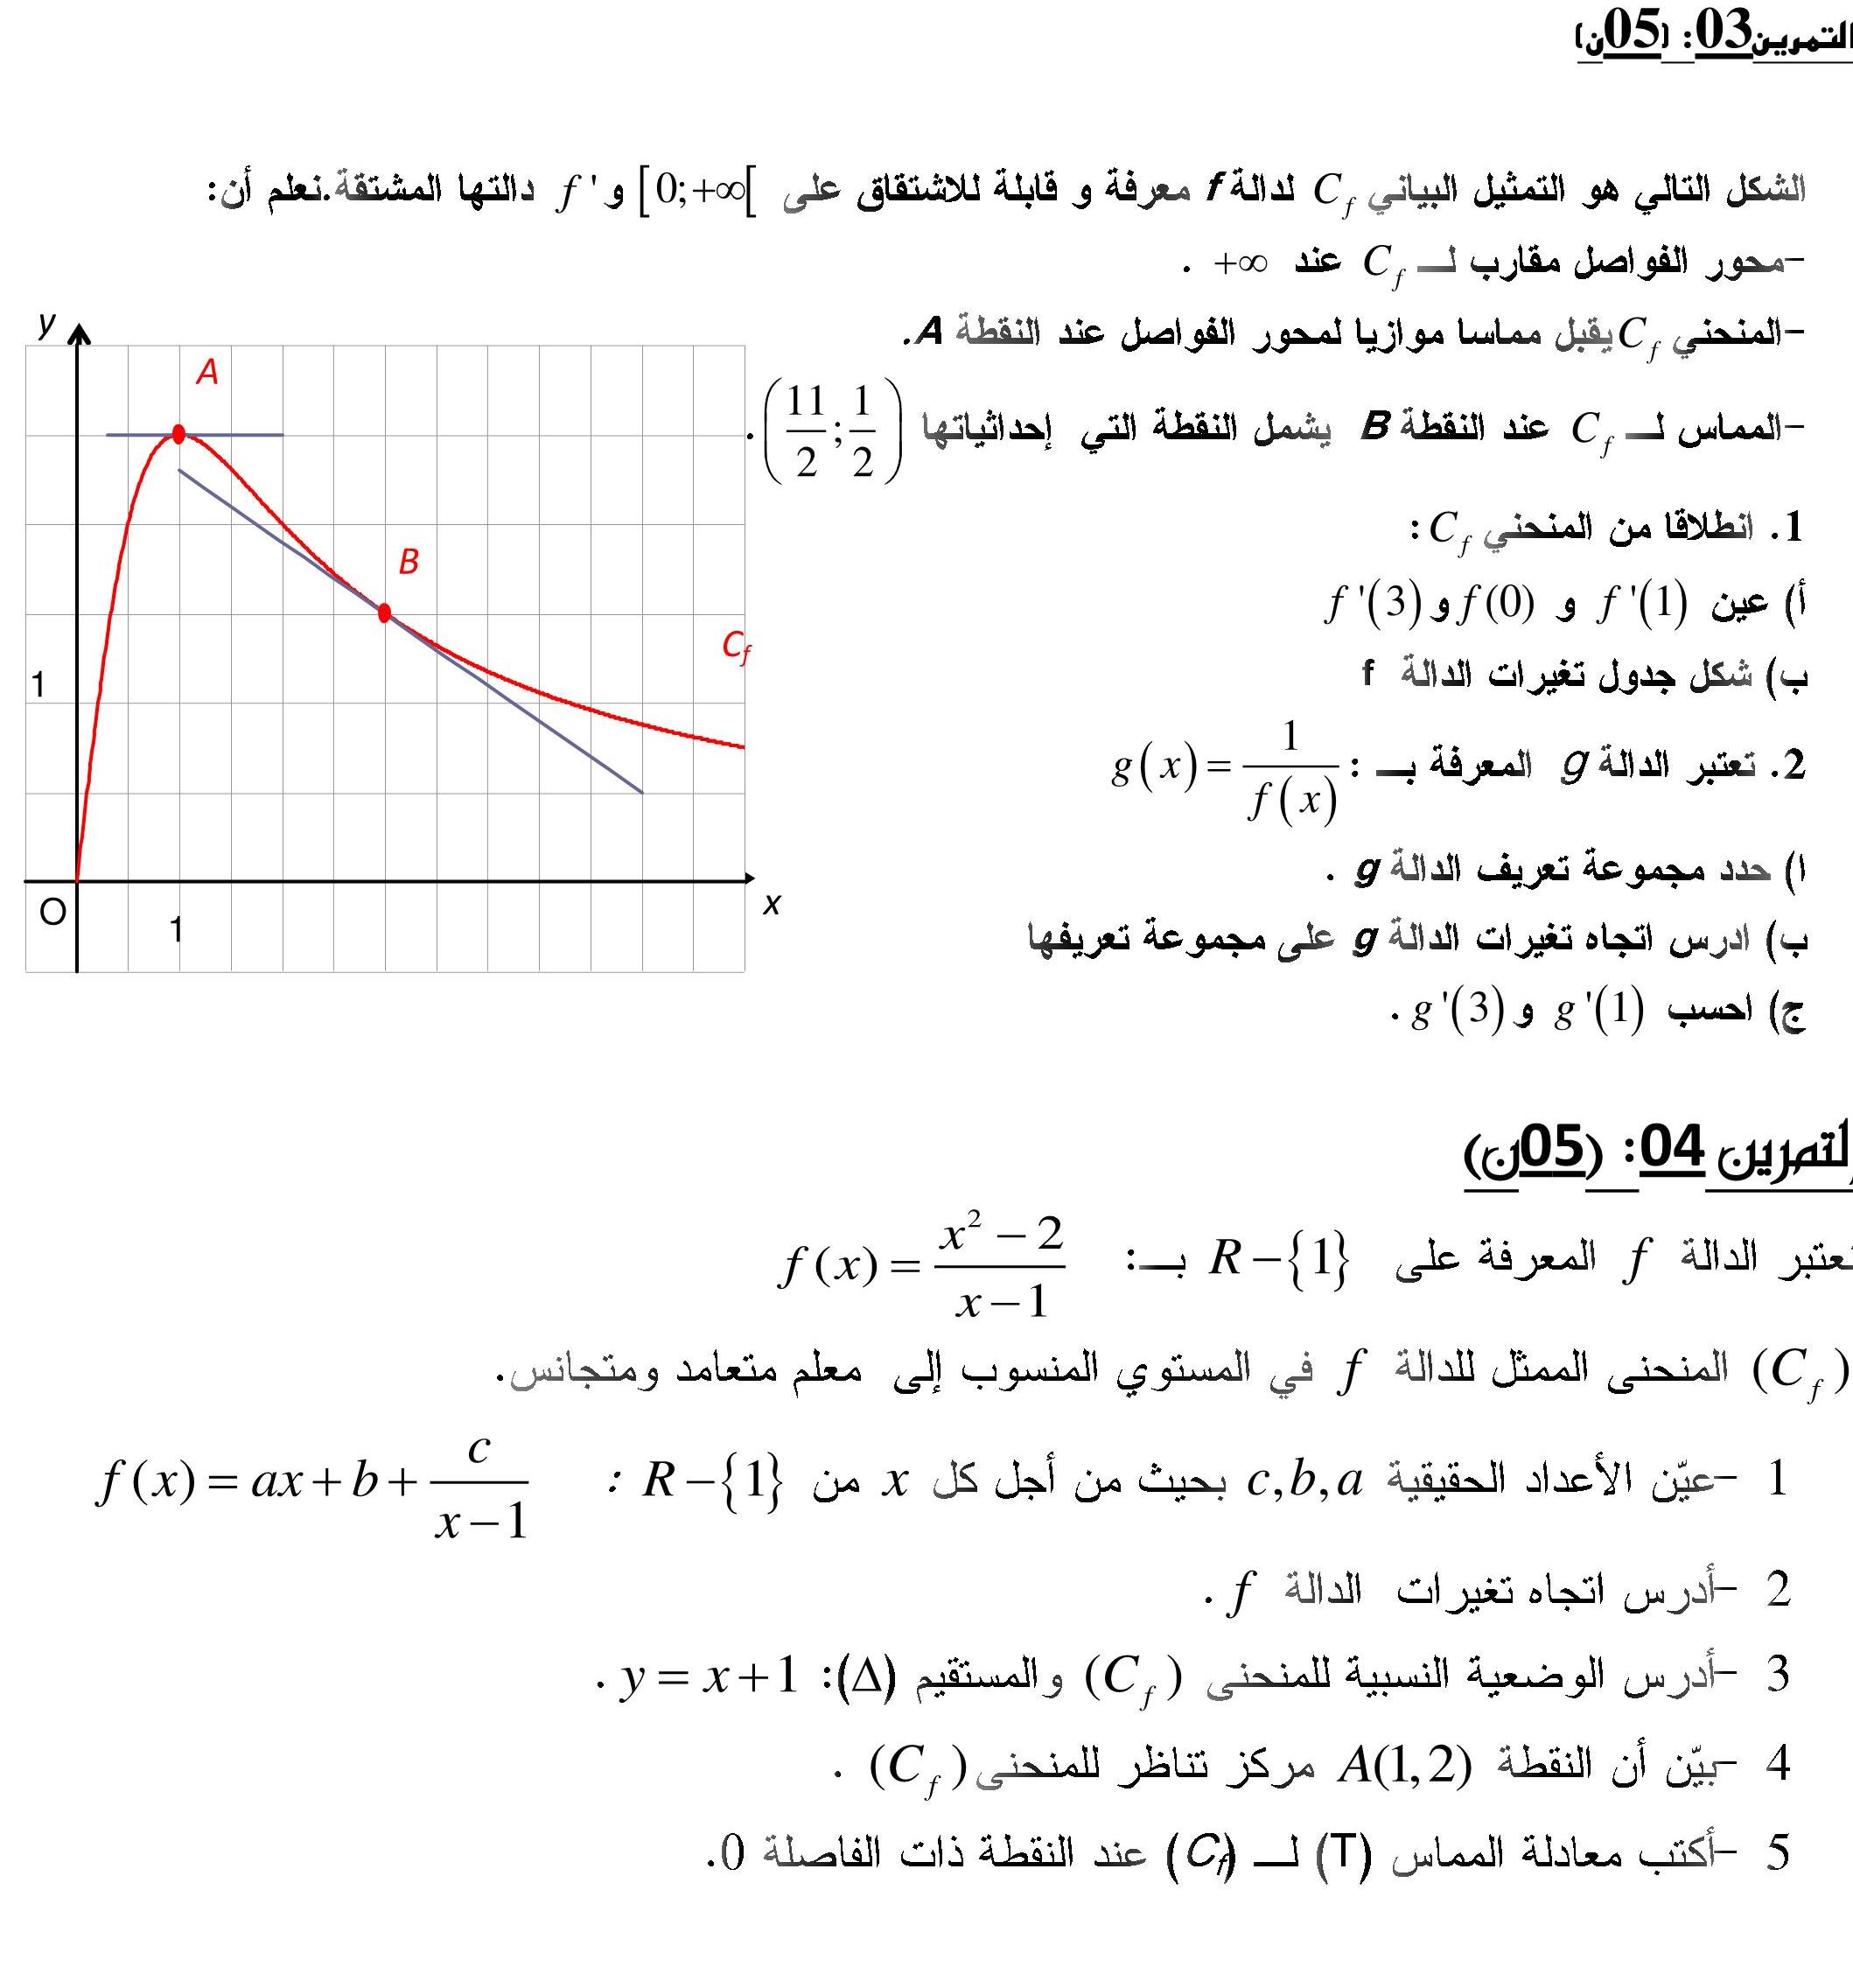 التمرين03: (05ن)
الشكل التالي هو التمثيل البياني C_f لدالة f معرفة و قابلة للاشتقاق على [0;+∞[ و f ' دالتها المشتقة.نعلم أن:
-محور الفواصل مقارب لـــ C_f عند +∞ .
-المنحني C_f يقبل مماسا موازيا لمحور الفواصل عند النقطة A.
-المماس لــ C_f عند النقطة B يشمل النقطة التي إحداثياتها (11/2 ; 1/2).
1. انطلاقا من المنحني C_f :
أ) عين f '(1) و f(0) و f '(3)
ب) شكل جدول تغيرات الدالة f
2. تعتبر الدالة g المعرفة بــ : g(x) = 1/f(x)
ا) حدد مجموعة تعريف الدالة g .
ب) ادرس اتجاه تغيرات الدالة g على مجموعة تعريفها
ج) احسب g '(1) و g '(3) .
y
A
B
C_f
1
O
1
x
لتمرين 04: (05ن)
نعتبر الدالة f المعرفة على R-{1} بــ: f(x) = (x² - 2)/(x - 1)
(C_f) المنحنى الممثل للدالة f في المستوي المنسوب إلى معلم متعامد ومتجانس.
1 -عيّن الأعداد الحقيقية c,b,a بحيث من أجل كل x من R-{1} : f(x) = ax + b + c/(x - 1)
2 -أدرس اتجاه تغيرات الدالة f .
3 -أدرس الوضعية النسبية للمنحنى (C_f) والمستقيم (Δ): y = x+1 .
4 -بيّن أن النقطة A(1,2) مركز تناظر للمنحنى (C_f) .
5 -أكتب معادلة المماس (T) لــ (C_f) عند النقطة ذات الفاصلة 0.